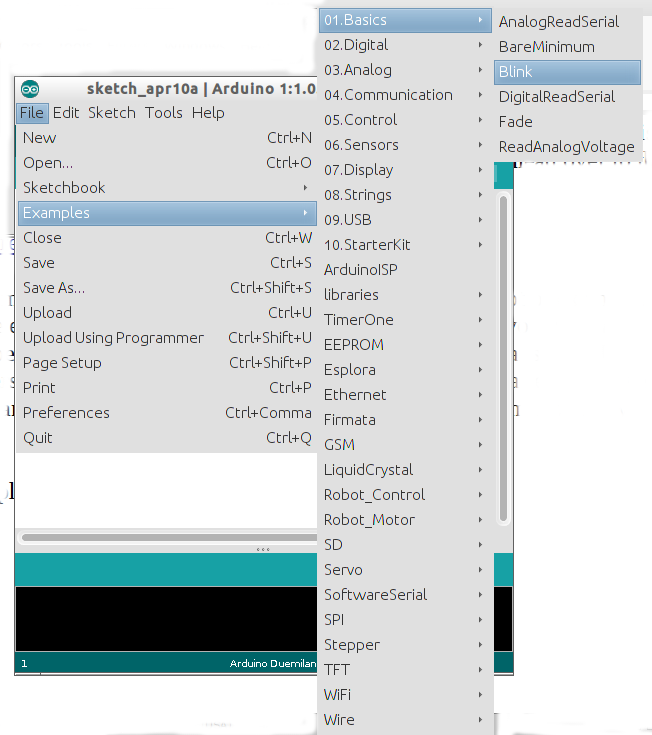 sketch_apr10a | Arduino 1:1.0
File Edit Sketch Tools Help
New Ctrl+N
Open... Ctrl+O
Sketchbook
Examples
Close Ctrl+W
Save Ctrl+S
Save As... Ctrl+Shift+S
Upload Ctrl+U
Upload Using Programmer Ctrl+Shift+U
Page Setup Ctrl+Shift+P
Print Ctrl+P
Preferences Ctrl+Comma
Quit Ctrl+Q
01.Basics
02.Digital
03.Analog
04.Communication
05.Control
06.Sensors
07.Display
08.Strings
09.USB
10.StarterKit
ArduinoISP
libraries
TimerOne
EEPROM
Esplora
Ethernet
Firmata
GSM
LiquidCrystal
Robot_Control
Robot_Motor
SD
Servo
SoftwareSerial
SPI
Stepper
TFT
WiFi
Wire
AnalogReadSerial
BareMinimum
Blink
DigitalReadSerial
Fade
ReadAnalogVoltage
1 Arduino Duemilan